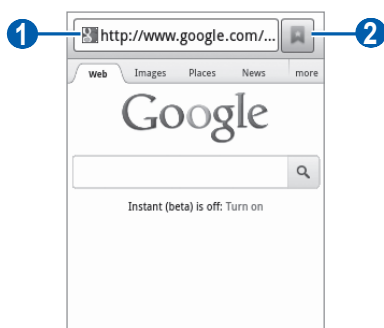 1 http://www.google.com/... 2
Web Images Places News more
Google
Instant (beta) is off: Turn on